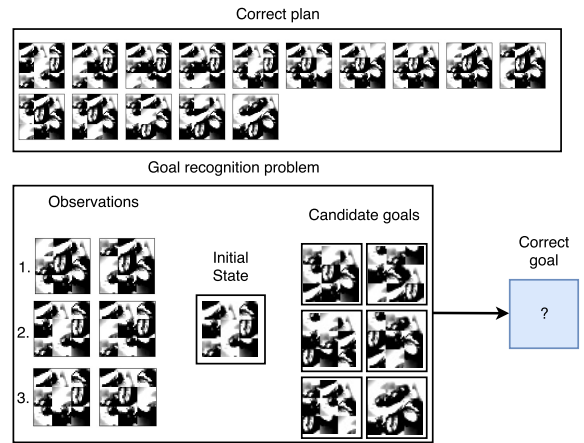 Correct plan
Goal recognition problem
Observations
Candidate goals
Initial
State
Correct
goal
1.
2.
3.
?